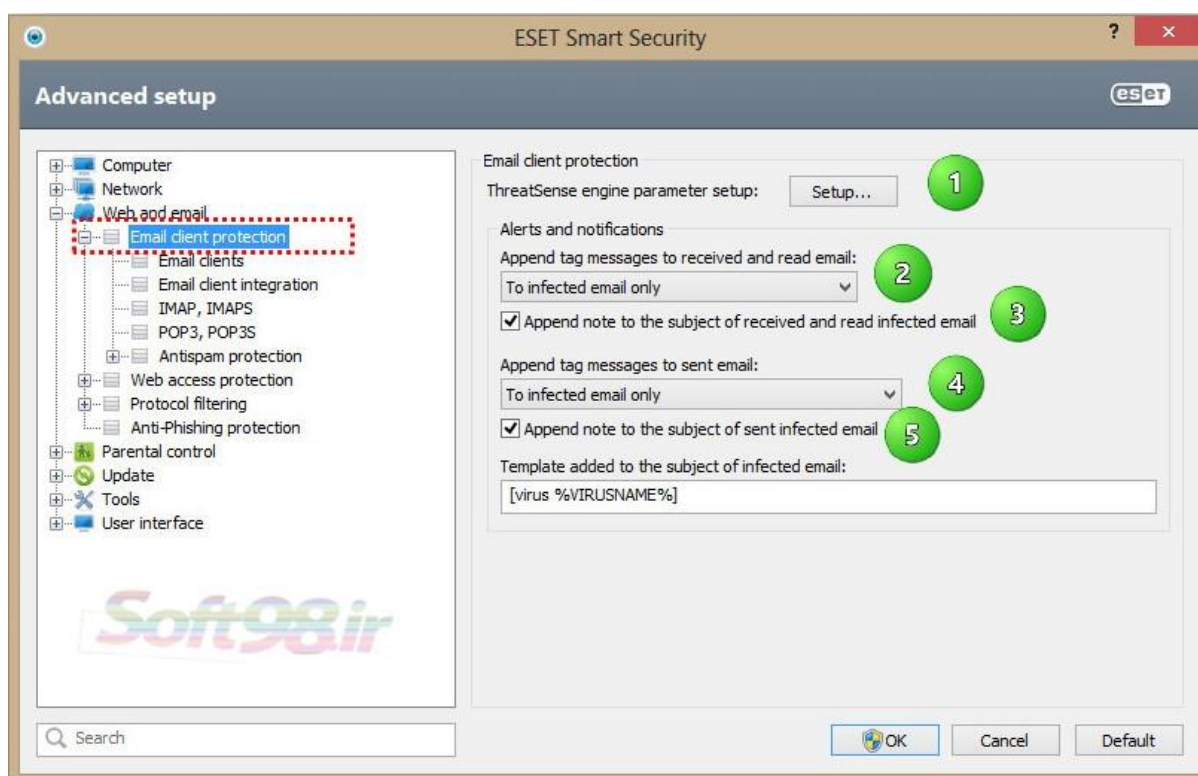 ESET Smart Security
?
Advanced setup
eset
Computer
Network
Web and email
Email client protection
Email clients
Email client integration
IMAP, IMAPS
POP3, POP3S
Antispam protection
Web access protection
Protocol filtering
Anti-Phishing protection
Parental control
Update
Tools
User interface
Soft98.ir
Search
Email client protection
ThreatSense engine parameter setup:
Setup...
1
Alerts and notifications
Append tag messages to received and read email:
To infected email only
2
Append note to the subject of received and read infected email
3
Append tag messages to sent email:
To infected email only
4
Append note to the subject of sent infected email
5
Template added to the subject of infected email:
[virus %VIRUSNAME%]
OK
Cancel
Default